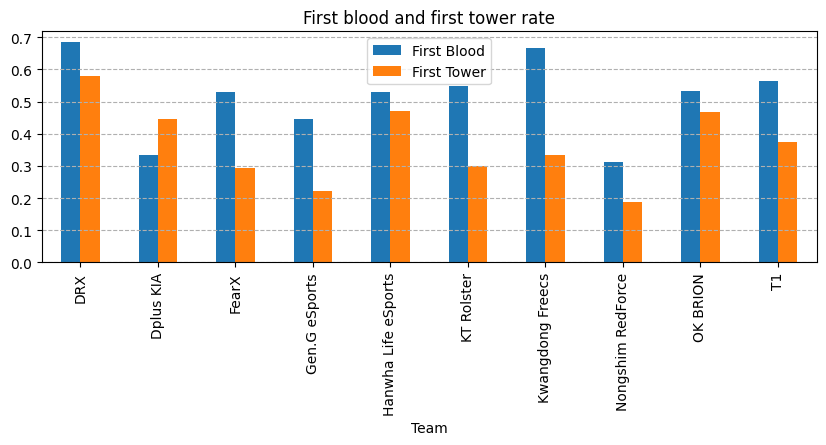 First blood and first tower rate
First Blood
First Tower
0.7
0.6
0.5
0.4
0.3
0.2
0.1
0.0
DRX
Dplus KIA
FearX
Gen.G eSports
Hanwha Life eSports
KT Rolster
Kwangdong Freecs
Nongshim RedForce
OK BRION
T1
Team